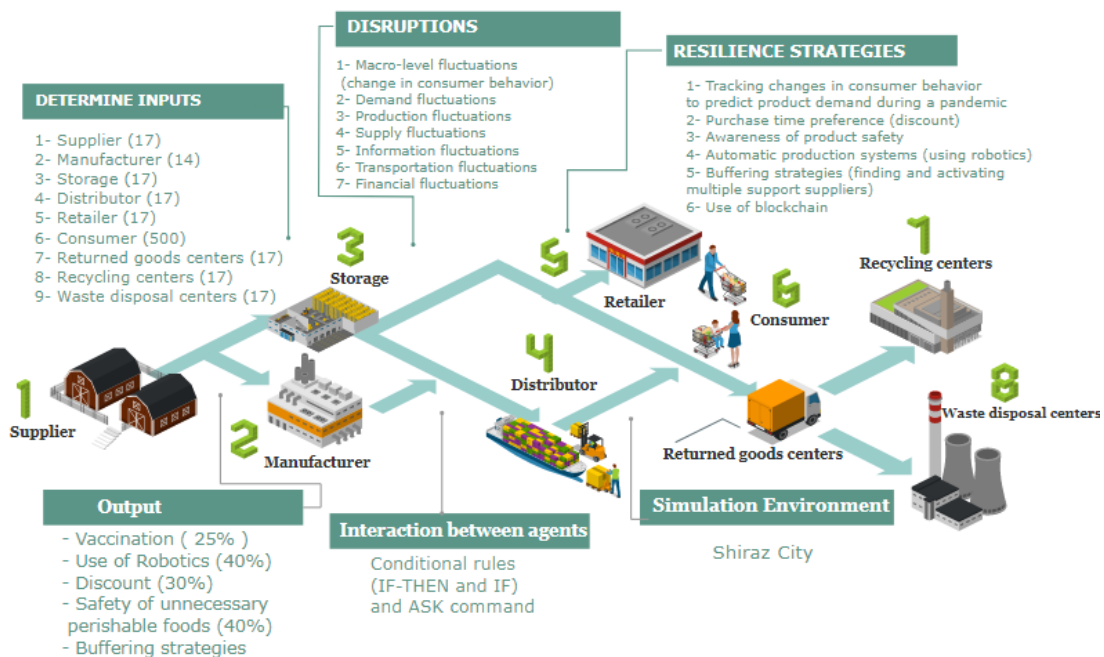 DISRUPTIONS
1- Macro-level fluctuations
(change in consumer behavior)
2- Demand fluctuations
3- Production fluctuations
4- Supply fluctuations
5- Information fluctuations
6- Transportation fluctuations
7- Financial fluctuations
RESILIENCE STRATEGIES
1- Tracking changes in consumer behavior
to predict product demand during a pandemic
2- Purchase time preference (discount)
3- Awareness of product safety
4- Automatic production systems (using robotics)
5- Buffering strategies (finding and activating
multiple support suppliers)
6- Use of blockchain
DETERMINE INPUTS
1- Supplier (17)
2- Manufacturer (14)
3- Storage (17)
4- Distributor (17)
5- Retailer (17)
6- Consumer (500)
7- Returned goods centers (17)
8- Recycling centers (17)
9- Waste disposal centers (17)
3
Storage
5
Retailer
6
Consumer
7
Recycling centers
4
Distributor
8
Waste disposal centers
1
Supplier
2
Manufacturer
Returned goods centers
Output
- Vaccination ( 25% )
- Use of Robotics (40%)
- Discount (30%)
- Safety of unnecessary
perishable foods (40%)
- Buffering strategies
Interaction between agents
Conditional rules
(IF-THEN and IF)
and ASK command
Simulation Environment
Shiraz City